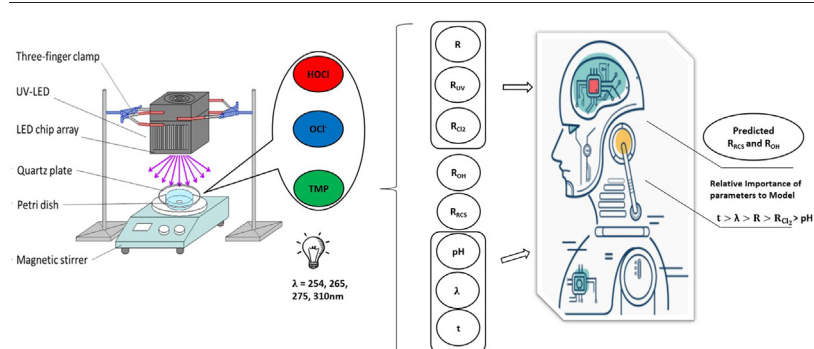 Three-finger clamp
UV-LED
LED chip array
Quartz plate
Petri dish
Magnetic stirrer
HOCl
OCl⁻
TMP
λ = 254, 265,
275, 310nm
R
R_UV
R_Cl2
R_OH
R_RCS
pH
λ
t
Predicted
R_RCS and R_OH
Relative Importance of
parameters to Model
t > λ > R > R_Cl2 > pH